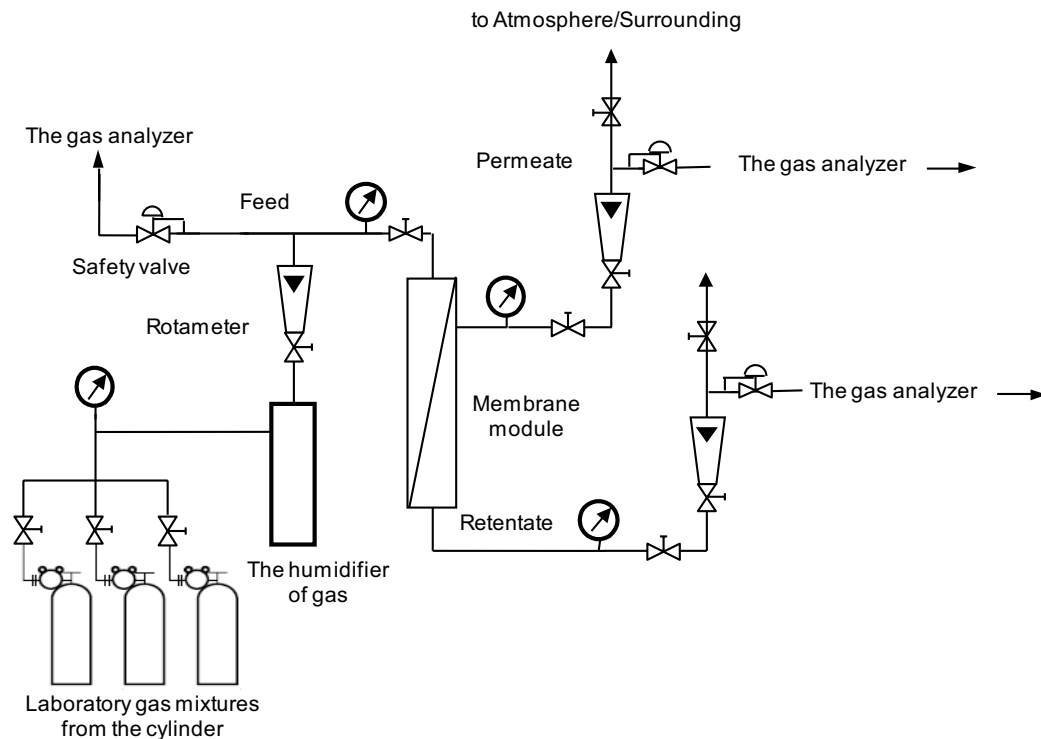 to Atmosphere/Surrounding
The gas analyzer
Permeate
The gas analyzer
Feed
Safety valve
Rotameter
The gas analyzer
Membrane
module
Retentate
The humidifier
of gas
Laboratory gas mixtures
from the cylinder